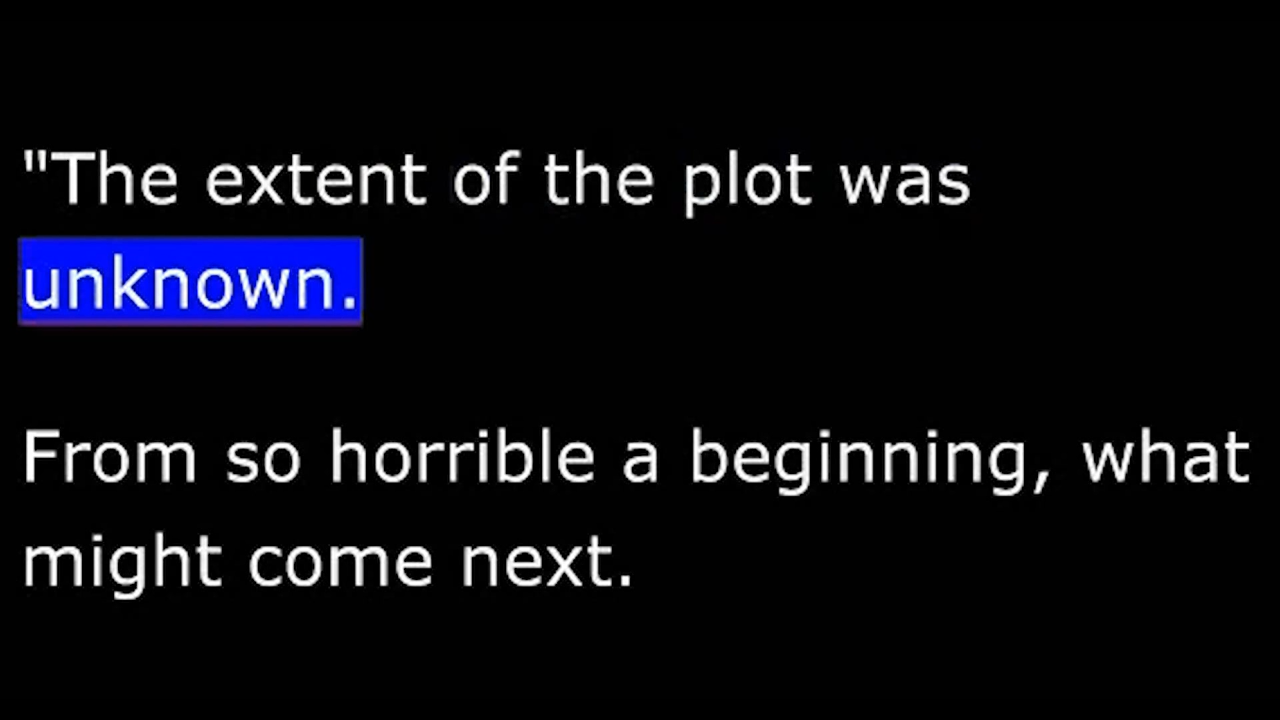 "The extent of the plot was
unknown.
From so horrible a beginning, what
might come next.